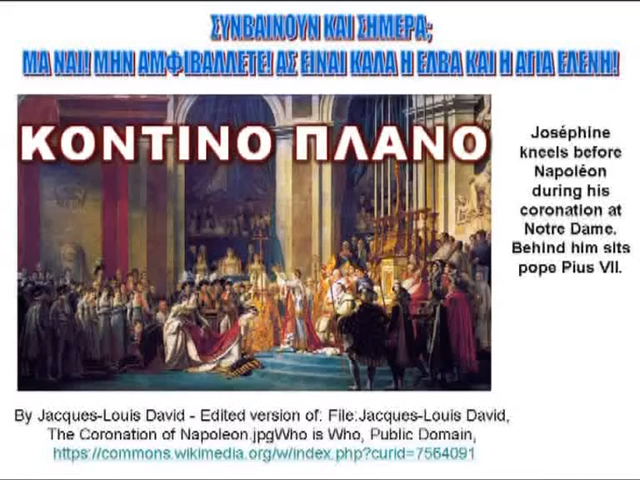 ΣΥΝΒΑΙΝΟΥΝ ΚΑΙ ΣΗΜΕΡΑ;
ΜΑ ΝΑΙ! ΜΗΝ ΑΜΦΙΒΑΛΛΕΤΕ! ΑΣ ΕΙΝΑΙ ΚΑΛΑ Η ΕΛΒΑ ΚΑΙ Η ΑΓΙΑ ΕΛΕΝΗ!
ΚΟΝΤΙΝΟ ΠΛΑΝΟ
Joséphine
kneels before
Napoléon
during his
coronation at
Notre Dame.
Behind him sits
pope Pius VII.
By Jacques-Louis David - Edited version of: File:Jacques-Louis David,
The Coronation of Napoleon.jpgWho is Who, Public Domain,
https://commons.wikimedia.org/w/index.php?curid=7564091